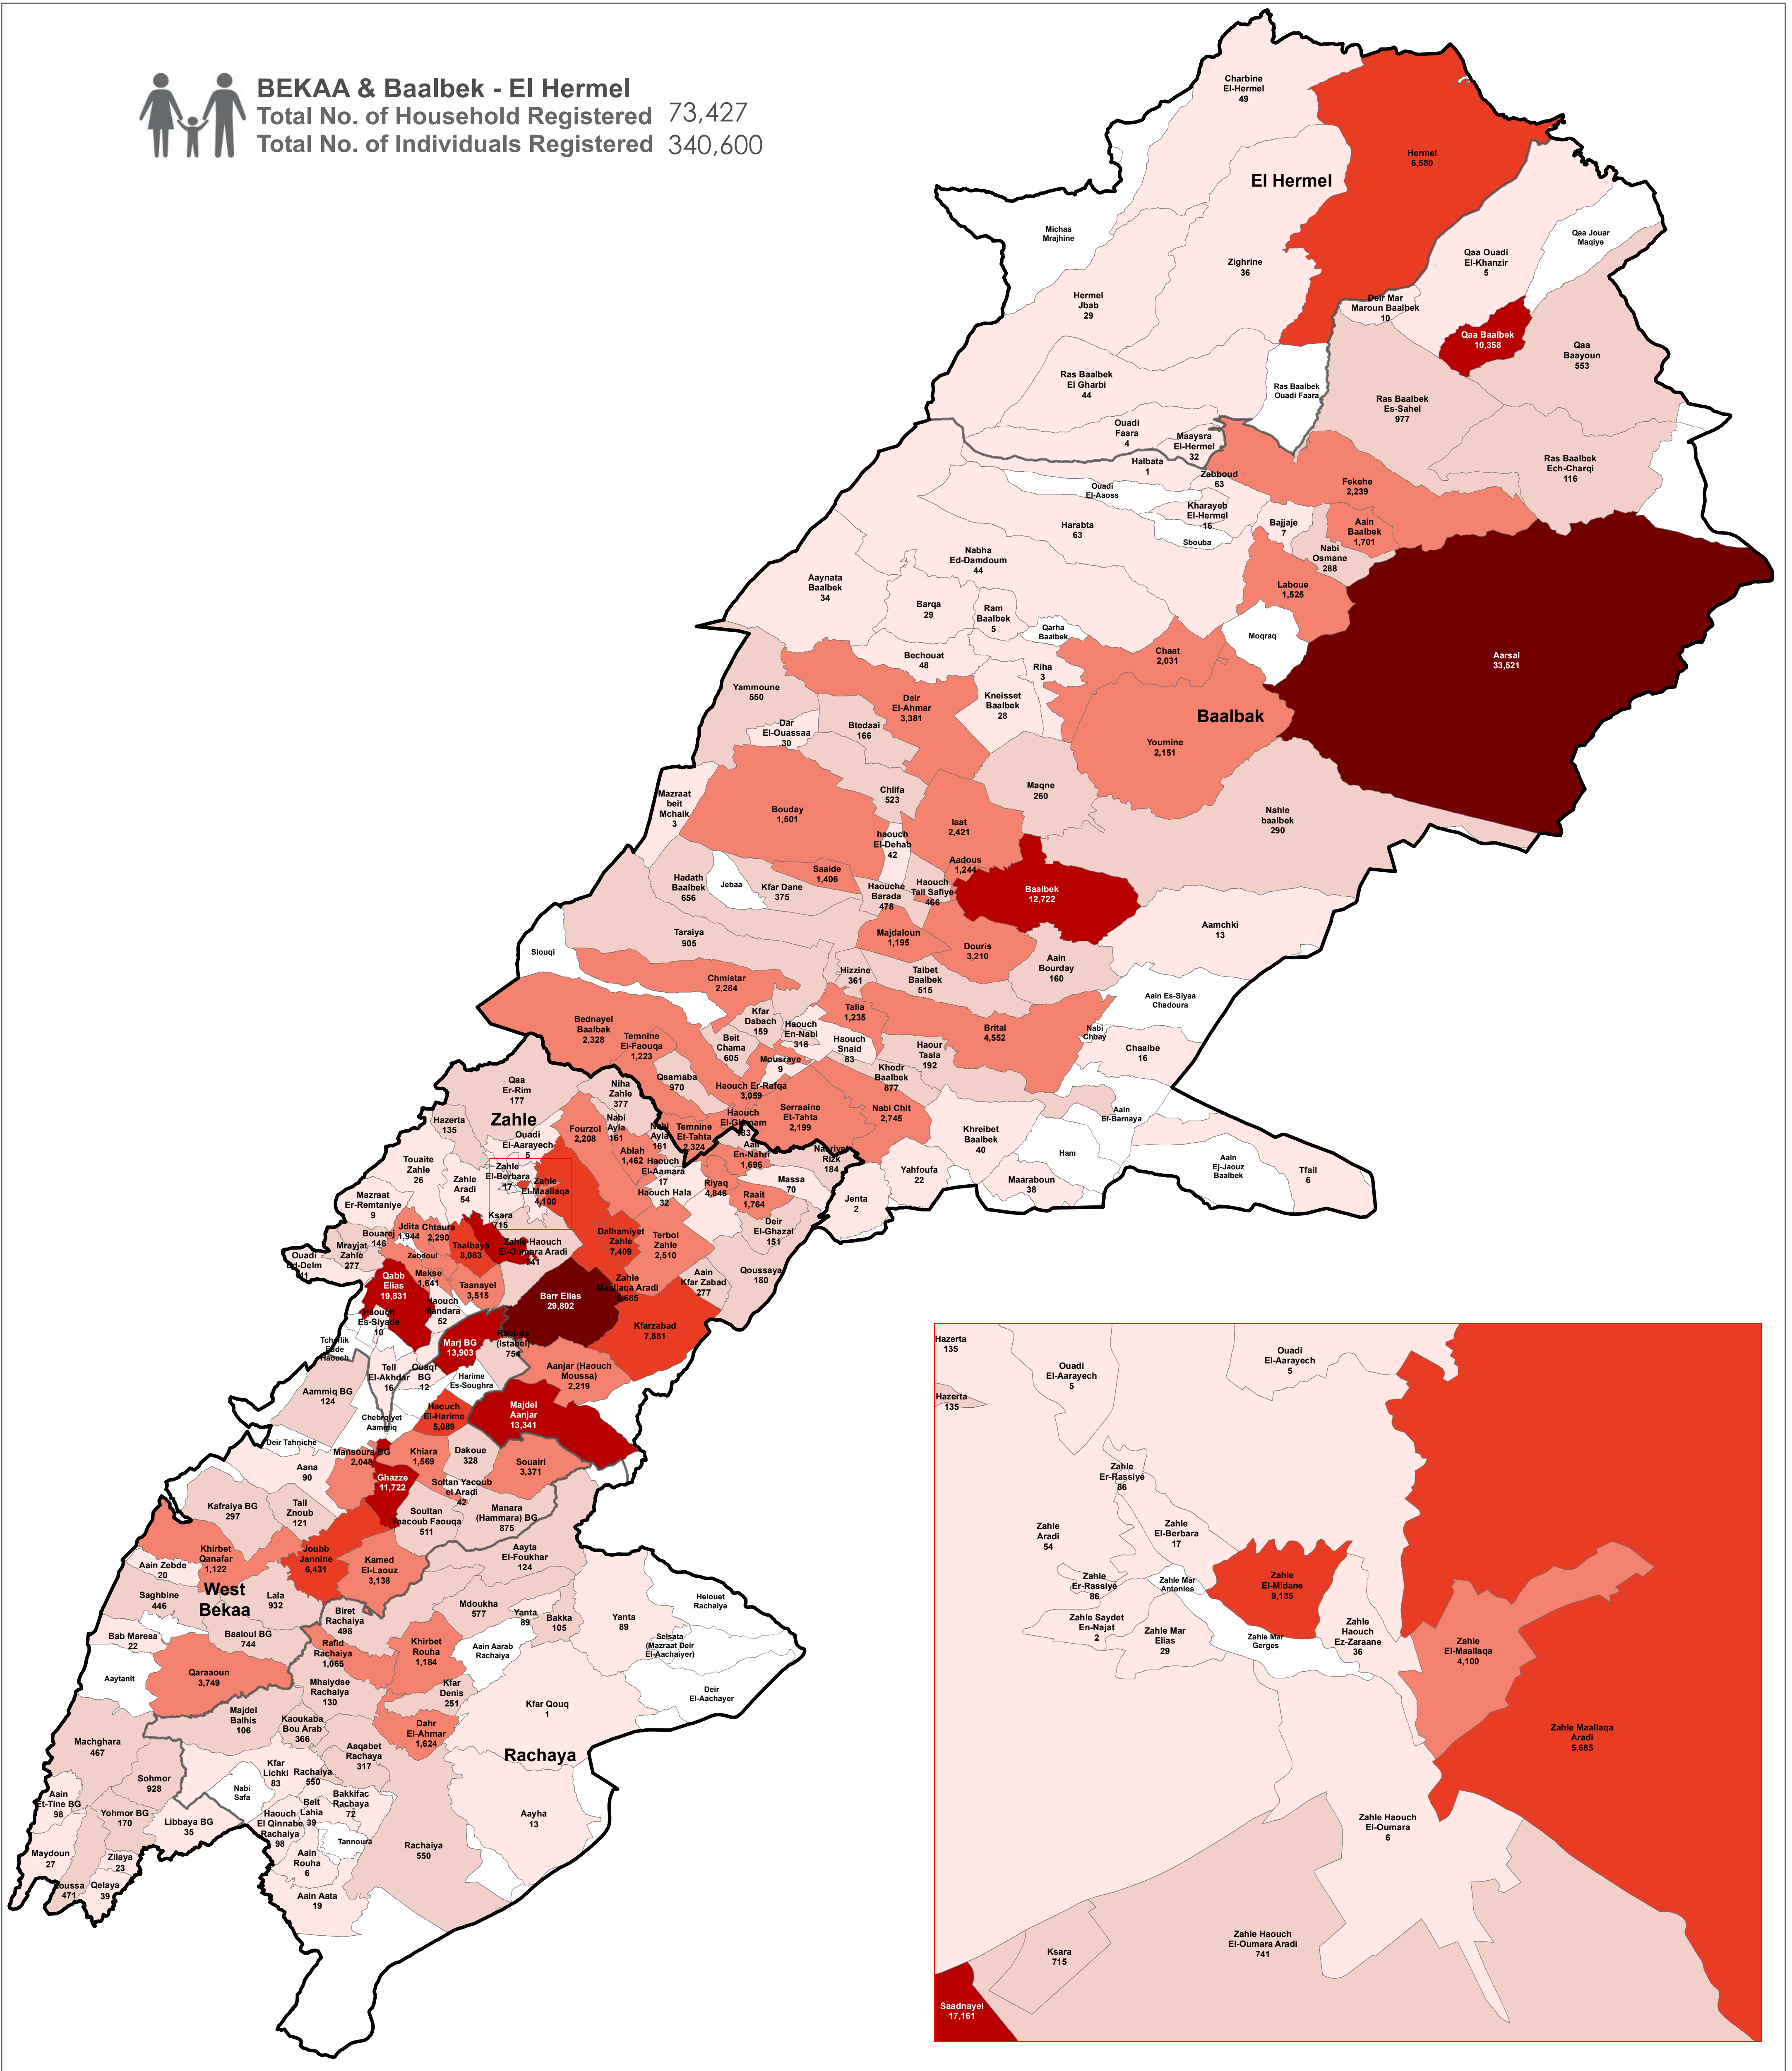 BEKAA & Baalbek - El Hermel
Total No. of Household Registered 73,427
Total No. of Individuals Registered 340,600
Charbine
El-Hermel
49
Hermel
6,580
El Hermel
Michaa
Mrajhine
Zighrine
36
Qaa Ouadi
El-Khanzir
5
Qaa Jouar
Maqiye
Hermel
Jbab
29
Deir Mar
Maroun Baalbek
10
Qaa Baalbek
10,358
Qaa
Baayoun
553
Ras Baalbek
El Gharbi
44
Ras Baalbek
Ouadi Faara
Ras Baalbek
Es-Sahel
977
Ouadi
Faara
4
Maaysra
El-Hermel
32
Halbata
1
Zabboud
63
Ras Baalbek
Ech-Charqi
116
Ouadi
El-Aaoss
Fekehe
2,239
Kharayeb
El-Hermel
16
Harabta
63
Sbouba
Bajjaje
7
Aain
Baalbek
1,701
Nabi
Osmane
288
Nabha
Ed-Damdoum
44
Aaynata
Baalbek
34
Laboue
1,525
Barqa
29
Ram
Baalbek
5
Qarha
Baalbek
Moqraq
Aarsal
33,521
Bechouat
48
Riha
3
Chaat
2,031
Yammoune
550
Deir
El-Ahmar
3,381
Kneisset
Baalbek
28
Baalbak
Dar
El-Ouassaa
30
Btedaai
166
Youmine
2,151
Maqne
260
Mazraat
beit
Mchaik
3
Chlifa
523
Bouday
1,501
Iaat
2,421
Nahle
baalbek
290
haouch
El-Dehab
42
Aadous
1,244
Saaide
1,406
Hadath
Baalbek
656
Jebaa
Kfar Dane
375
Haouche
Barada
478
Haouch
Tall Safiye
466
Baalbek
12,722
Taraiya
905
Majdaloun
1,195
Douris
3,210
Aamchki
13
Slouqi
Chmistar
2,284
Hizzine
361
Taibet
Baalbek
515
Aain
Bourday
160
Aain Es-Siyaa
Chadoura
Bednayel
Baalbak
2,328
Temnine
El-Faouqa
1,223
Kfar
Dabach
159
Talia
1,235
Brital
4,552
Nabi
Chbay
Beit
Chama
605
Haouch
En-Nabi
318
Haouch
Snaid
83
Haour
Taala
192
Chaaibe
16
Mousraye
9
Khodr
Baalbek
877
Qsarnaba
970
Haouch Er-Rafqa
3,059
Serraaine
Et-Tahta
2,199
Nabi Chit
2,745
Aain
El-Barnaya
Qaa
Er-Rim
177
Niha
Zahle
377
Zahle
Hazerta
135
Fourzol
2,208
Nabi
Ayla
161
Nabi
Ayla
161
Temnine
Et-Tahta
2,324
Haouch
El-Ghanam
Khreibet
Baalbek
40
Ham
Ouadi
El-Aarayech
5
Ablah
1,462
Haouch
El-Aamara
17
Aali
En-Nahri
1,696
Nasriyet
Rizk
184
Touaite
Zahle
26
Zahle
El-Berbara
17
Yahfoufa
22
Maaraboun
38
Aain
Ej-Jaouz
Baalbek
Tfail
6
Zahle
Aradi
54
Zahle
El-Maallaqa
4,100
Haouch Hala
32
Riyaq
4,846
Raait
1,764
Massa
70
Jenta
2
Mazraat
Er-Remtaniye
9
Ksara
715
Deir
El-Ghazal
151
Bouarej
146
Jdita
1,944
Chtaura
2,290
Taalbaya
8,063
Zahle Haouch
El-Oumara Aradi
741
Dalhamiyet
Zahle
7,409
Terbol
Zahle
2,510
Mrayjat
Zahle
277
Zebdoul
Ouadi
Ed-Delm
Qabb
Elias
19,831
Makse
1,641
Taanayel
3,515
Barr Elias
29,802
Zahle
Maallaqa Aradi
5,685
Aain
Kfar Zabad
277
Qoussaya
180
Haouch
Es-Siyade
10
Haouch
Mandara
52
Marj BG
13,903
Raouda
(Istabel)
754
Kfarzabad
7,881
Tcheflik
Edde
Haouch
Tell
El-Akhdar
16
Ouaqf
BG
12
Harime
Es-Soughra
Aanjar (Haouch
Moussa)
2,219
Aammiq BG
124
Chebrqiyet
Aammiq
Haouch
El-Harime
5,089
Majdel
Aanjar
13,341
Deir Tahniche
Mansoura BG
2,048
Khiara
1,569
Dakoue
328
Souairi
3,371
Aana
90
Ghazze
11,722
Soltan Yacoub
el Aradi
42
Kafraiya BG
297
Tall
Znoub
121
Soultan
Yaacoub Faouqa
511
Manara
(Hammara) BG
875
Khirbet
Qanafar
1,122
Joubb
Jannine
6,431
Kamed
El-Laouz
3,138
Aayta
El-Foukhar
124
Aain Zebde
20
West
Bekaa
Saghbine
446
Lala
932
Biret
Rachaiya
498
Mdoukha
577
Yanta
89
Bakka
105
Yanta
89
Helouet
Rachaiya
Bab Mareaa
22
Baaloul BG
744
Rafid
Rachaiya
1,065
Khirbet
Rouha
1,184
Aain Aarab
Rachaiya
Selsata
(Mazraat Deir
El-Aachaiyer)
Aaytanit
Qaraaoun
3,749
Mhaiydse
Rachaiya
130
Kfar
Denis
251
Deir
El-Aachayer
Kfar Qouq
1
Majdel
Balhis
106
Kaoukaba
Bou Arab
366
Dahr
El-Ahmar
1,624
Machghara
467
Aaqabet
Rachaya
317
Rachaya
Sohmor
928
Kfar
Lichki
83
Rachaiya
550
Nabi
Safa
Aain
Et-Tine BG
98
Yohmor BG
170
Libbaya BG
35
Haouch
El Qinnabe
Rachaiya
98
Beit
Lahia
39
Bakkifac
Rachaya
72
Aayha
13
Tannoura
Maydoun
27
Zilaya
23
Aain
Rouha
6
Rachaiya
550
Loussa
471
Qelaya
39
Aain Aata
19
Hazerta
135
Ouadi
El-Aarayech
5
Ouadi
El-Aarayech
5
Hazerta
135
Zahle
Er-Rassiyé
86
Zahle
Aradi
54
Zahle
El-Berbara
17
Zahle
Er-Rassiyé
86
Zahle Mar
Antonios
Zahle
El-Midane
9,135
Zahle Saydet
En-Najat
2
Zahle Mar
Elias
29
Zahle Mar
Gerges
Zahle
Haouch
Ez-Zaraane
36
Zahle
El-Maallaqa
4,100
Zahle Maallaqa
Aradi
5,685
Zahle Haouch
El-Oumara
6
Zahle Haouch
El-Oumara Aradi
741
Ksara
715
Saadnayel
17,161